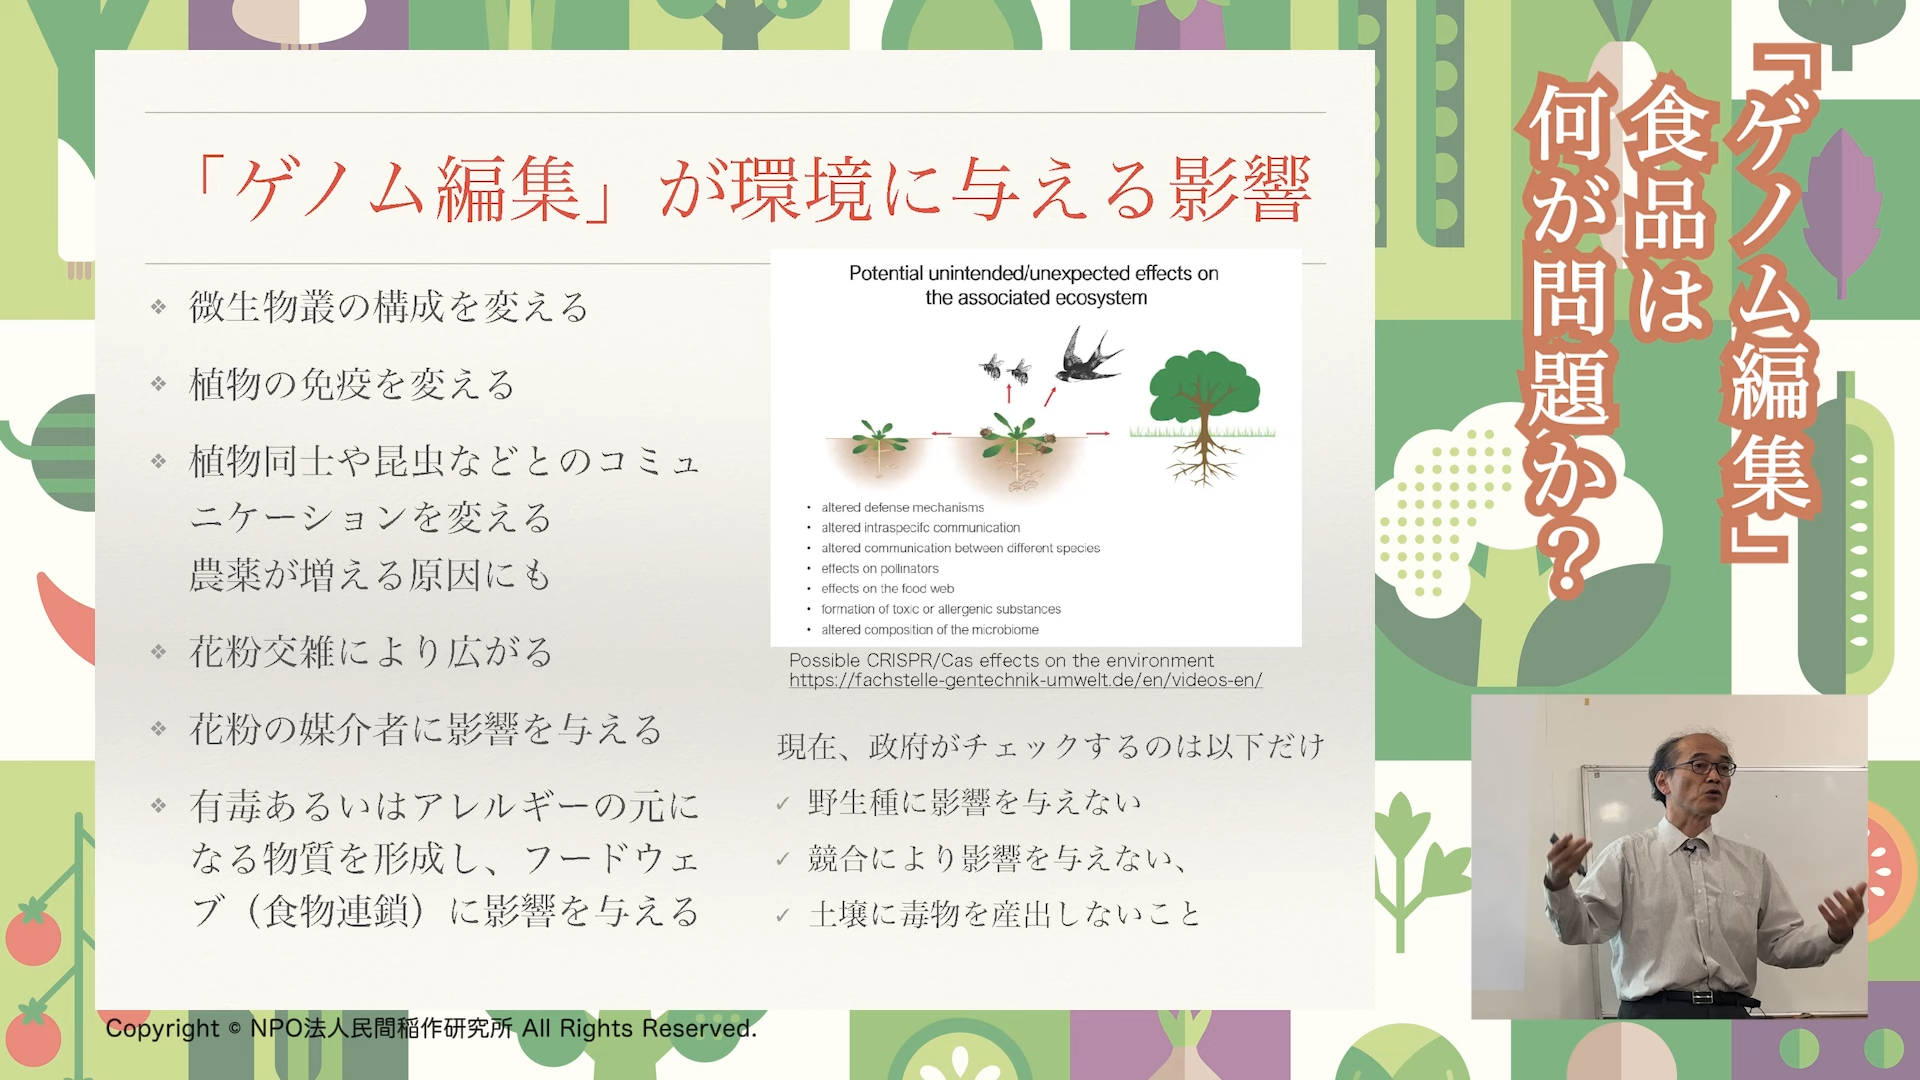 「ゲノム編集」が環境に与える影響
微生物叢の構成を変える
植物の免疫を変える
植物同士や昆虫などとのコミュ
ニケーションを変える
農薬が増える原因にも
花粉交雑により広がる
花粉の媒介者に影響を与える
有毒あるいはアレルギーの元に
なる物質を形成し、フードウェ
ブ（食物連鎖）に影響を与える
Potential unintended/unexpected effects on
the associated ecosystem
• altered defense mechanisms
• altered intraspecifc communication
• altered communication between different species
• effects on pollinators
• effects on the food web
• formation of toxic or allergenic substances
• altered composition of the microbiome
Possible CRISPR/Cas effects on the environment
https://fachstelle-gentechnik-umwelt.de/en/videos-en/
現在、政府がチェックするのは以下だけ
✓ 野生種に影響を与えない
✓ 競合により影響を与えない、
✓ 土壌に毒物を産出しないこと
『ゲノム編集』
食品は
何が問題か？
Copyright © NPO法人民間稲作研究所 All Rights Reserved.